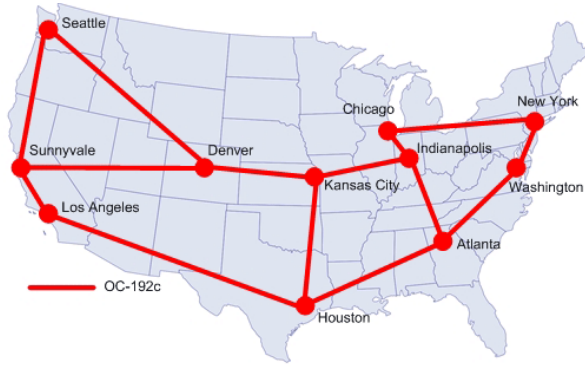 Seattle
New York
Chicago
Sunnyvale
Denver
Indianapolis
Kansas City
Washington
Los Angeles
Atlanta
OC-192c
Houston